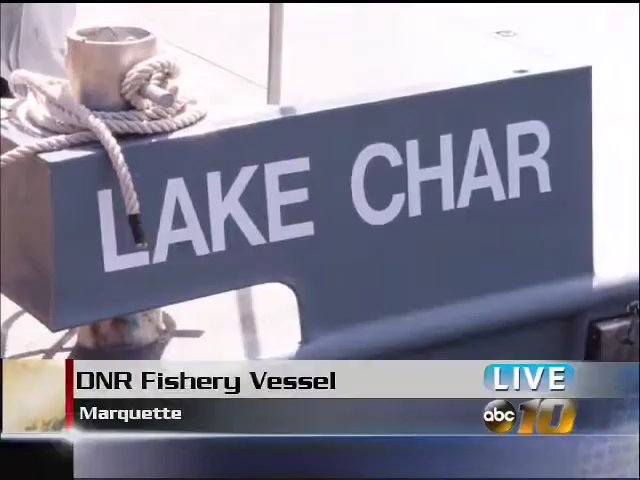 LAKE CHAR
DNR Fishery Vessel
Marquette
LIVE
abc 10